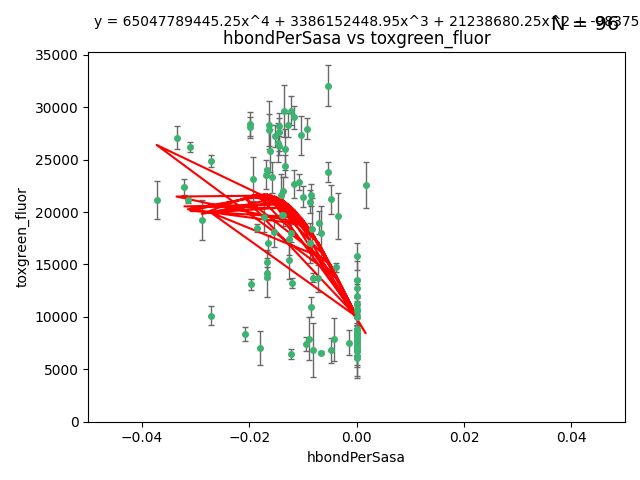 y = 65047789445.25x^4 + 3386152448.95x^3 + 21238680.25x^2 +
N = 96
hbondPerSasa vs toxgreen_fluor
35000
30000
25000
20000
15000
10000
5000
0
toxgreen_fluor
−0.04 −0.02 0.00 0.02 0.04
hbondPerSasa